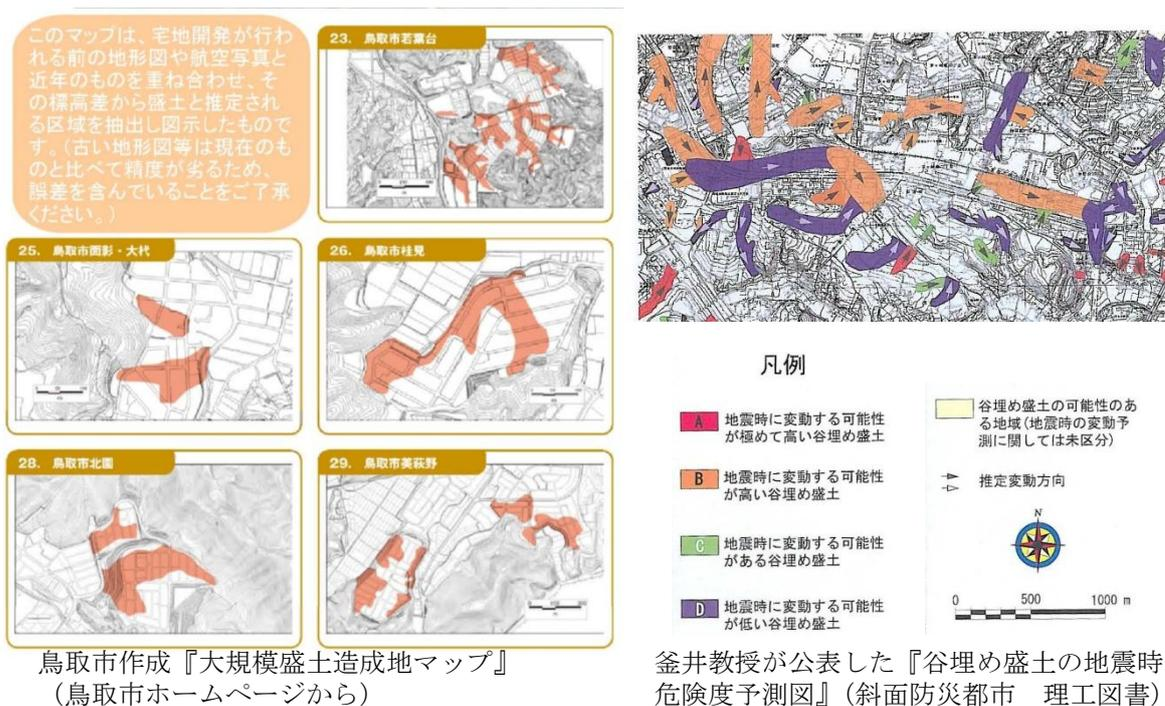 このマップは、宅地開発が行わ
れる前の地形図や航空写真と
近年のものを重ね合わせ、そ
の標高差から盛土と推定され
る区域を抽出し図示したもので
す。(古い地形図等は現在のも
のと比べて精度が劣るため、
誤差を含んでいることをご了承
ください。)
23. 鳥取市若葉台
25. 鳥取市面影・大杙
26. 鳥取市桂見
28. 鳥取市北園
29. 鳥取市美萩野
鳥取市作成『大規模盛土造成地マップ』
(鳥取市ホームページから)
凡例
A 地震時に変動する可能性
が極めて高い谷埋め盛土
B 地震時に変動する可能性
が高い谷埋め盛土
C 地震時に変動する可能性
がある谷埋め盛土
D 地震時に変動する可能性
が低い谷埋め盛土
谷埋め盛土の可能性のあ
る地域(地震時の変動予
測に関しては未区分)
推定変動方向
N
0 500 1000 m
釜井教授が公表した『谷埋め盛土の地震時
危険度予測図』(斜面防災都市 理工図書)